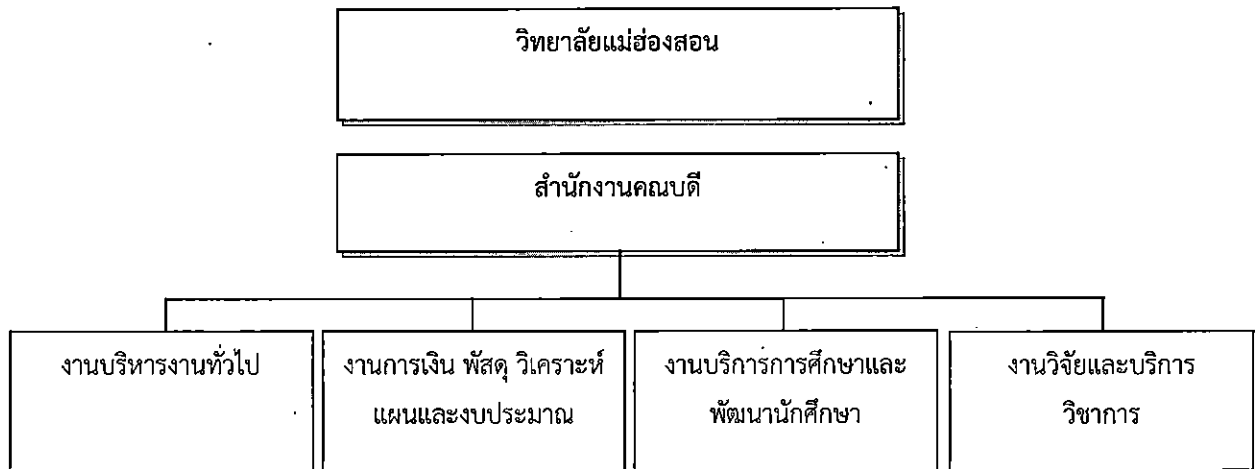 วิทยาลัยแม่ฮ่องสอน
สำนักงานคณบดี
งานบริหารงานทั่วไป
งานการเงิน พัสดุ วิเคราะห์
แผนและงบประมาณ
งานบริการการศึกษาและ
พัฒนานักศึกษา
งานวิจัยและบริการ
วิชาการ